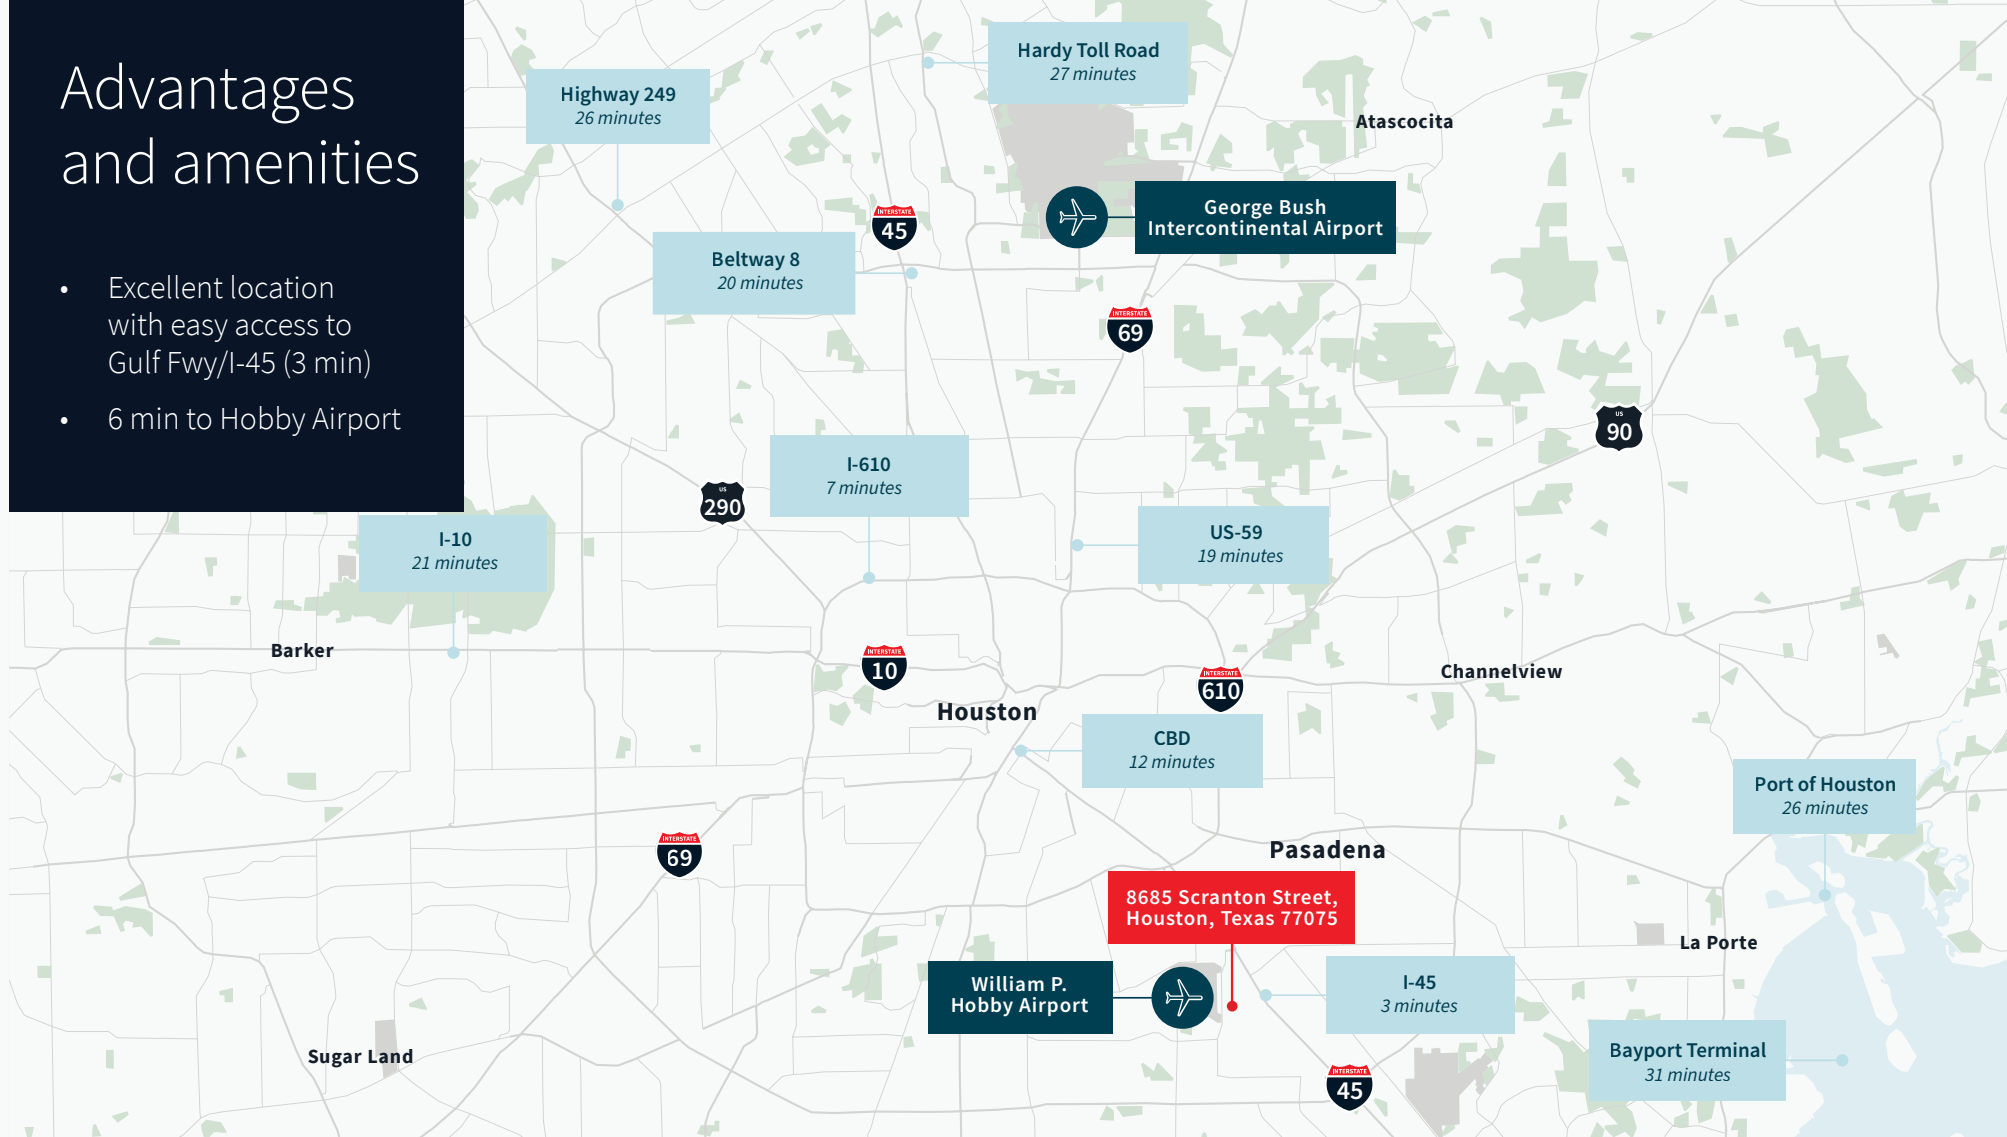 Advantages
and amenities
• Excellent location
with easy access to
Gulf Fwy/I-45 (3 min)
• 6 min to Hobby Airport
Hardy Toll Road
27 minutes
Highway 249
26 minutes
Atascocita
INTERSTATE
45
George Bush
Intercontinental Airport
Beltway 8
20 minutes
INTERSTATE
69
US
90
I-610
7 minutes
US
290
I-10
21 minutes
US-59
19 minutes
Barker
INTERSTATE
10
INTERSTATE
610
Channelview
Houston
CBD
12 minutes
Port of Houston
26 minutes
INTERSTATE
69
Pasadena
8685 Scranton Street,
Houston, Texas 77075
La Porte
William P.
Hobby Airport
I-45
3 minutes
Sugar Land
INTERSTATE
45
Bayport Terminal
31 minutes